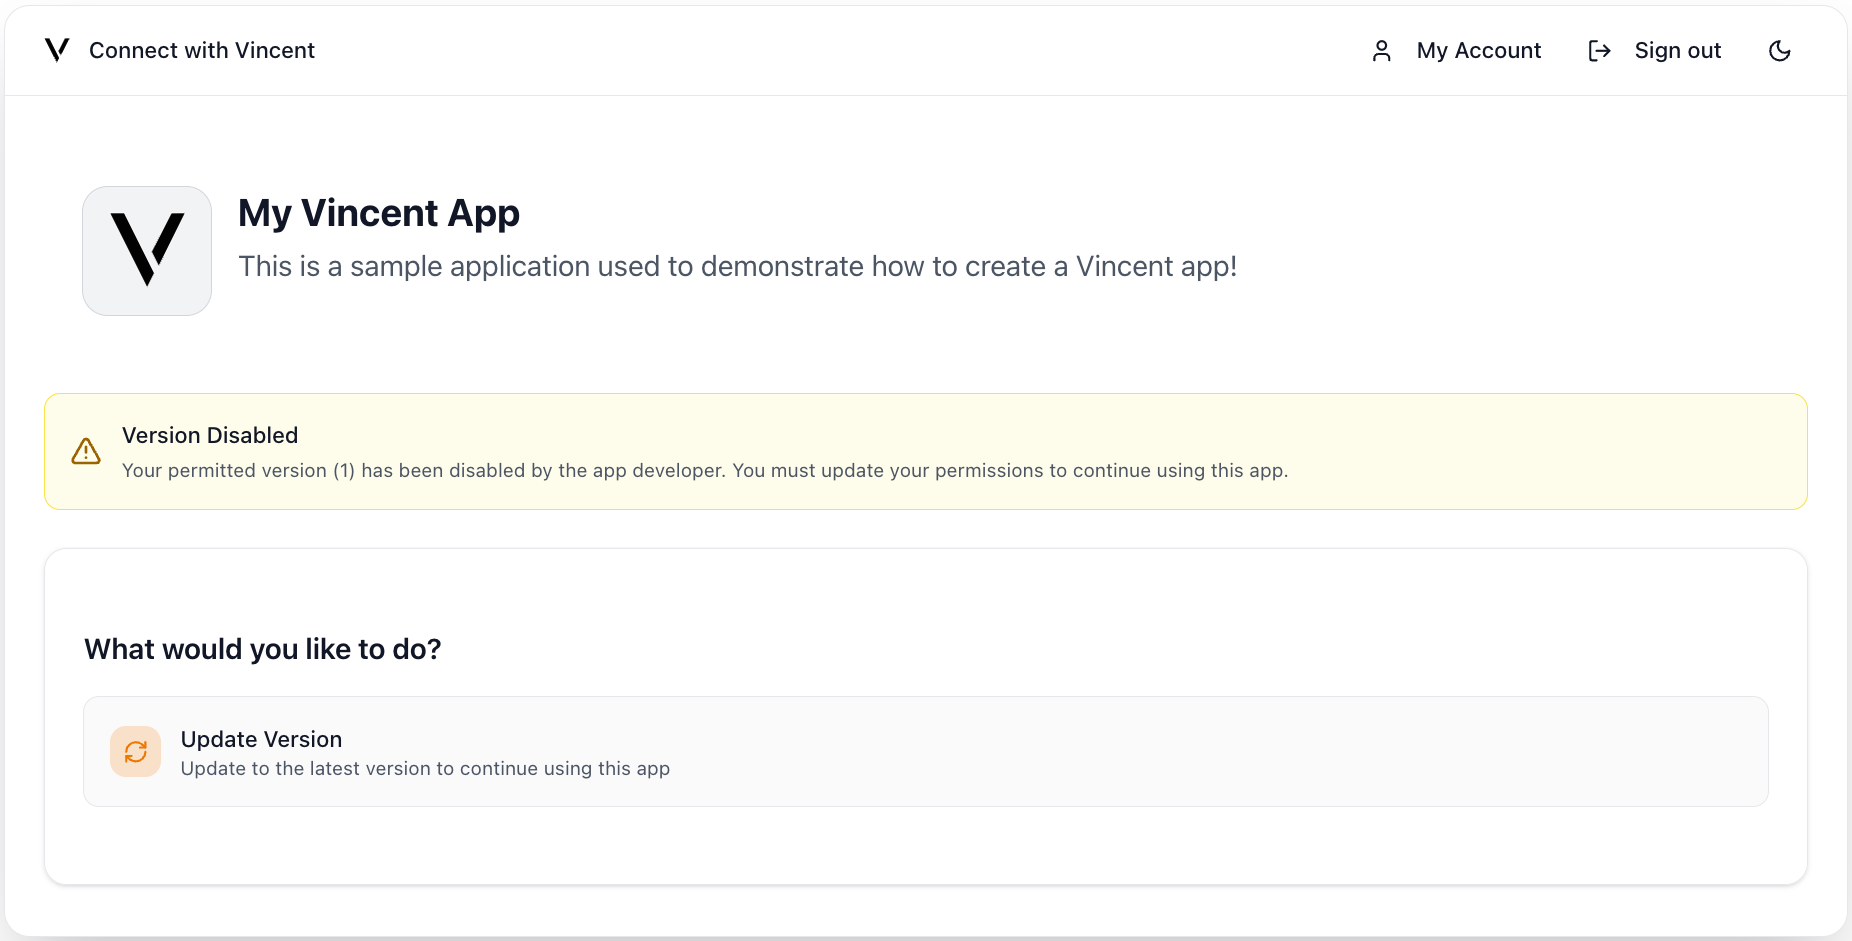 Connect with Vincent
My Account
Sign out
My Vincent App
This is a sample application used to demonstrate how to create a Vincent app!
Version Disabled
Your permitted version (1) has been disabled by the app developer. You must update your permissions to continue using this app.
What would you like to do?
Update Version
Update to the latest version to continue using this app